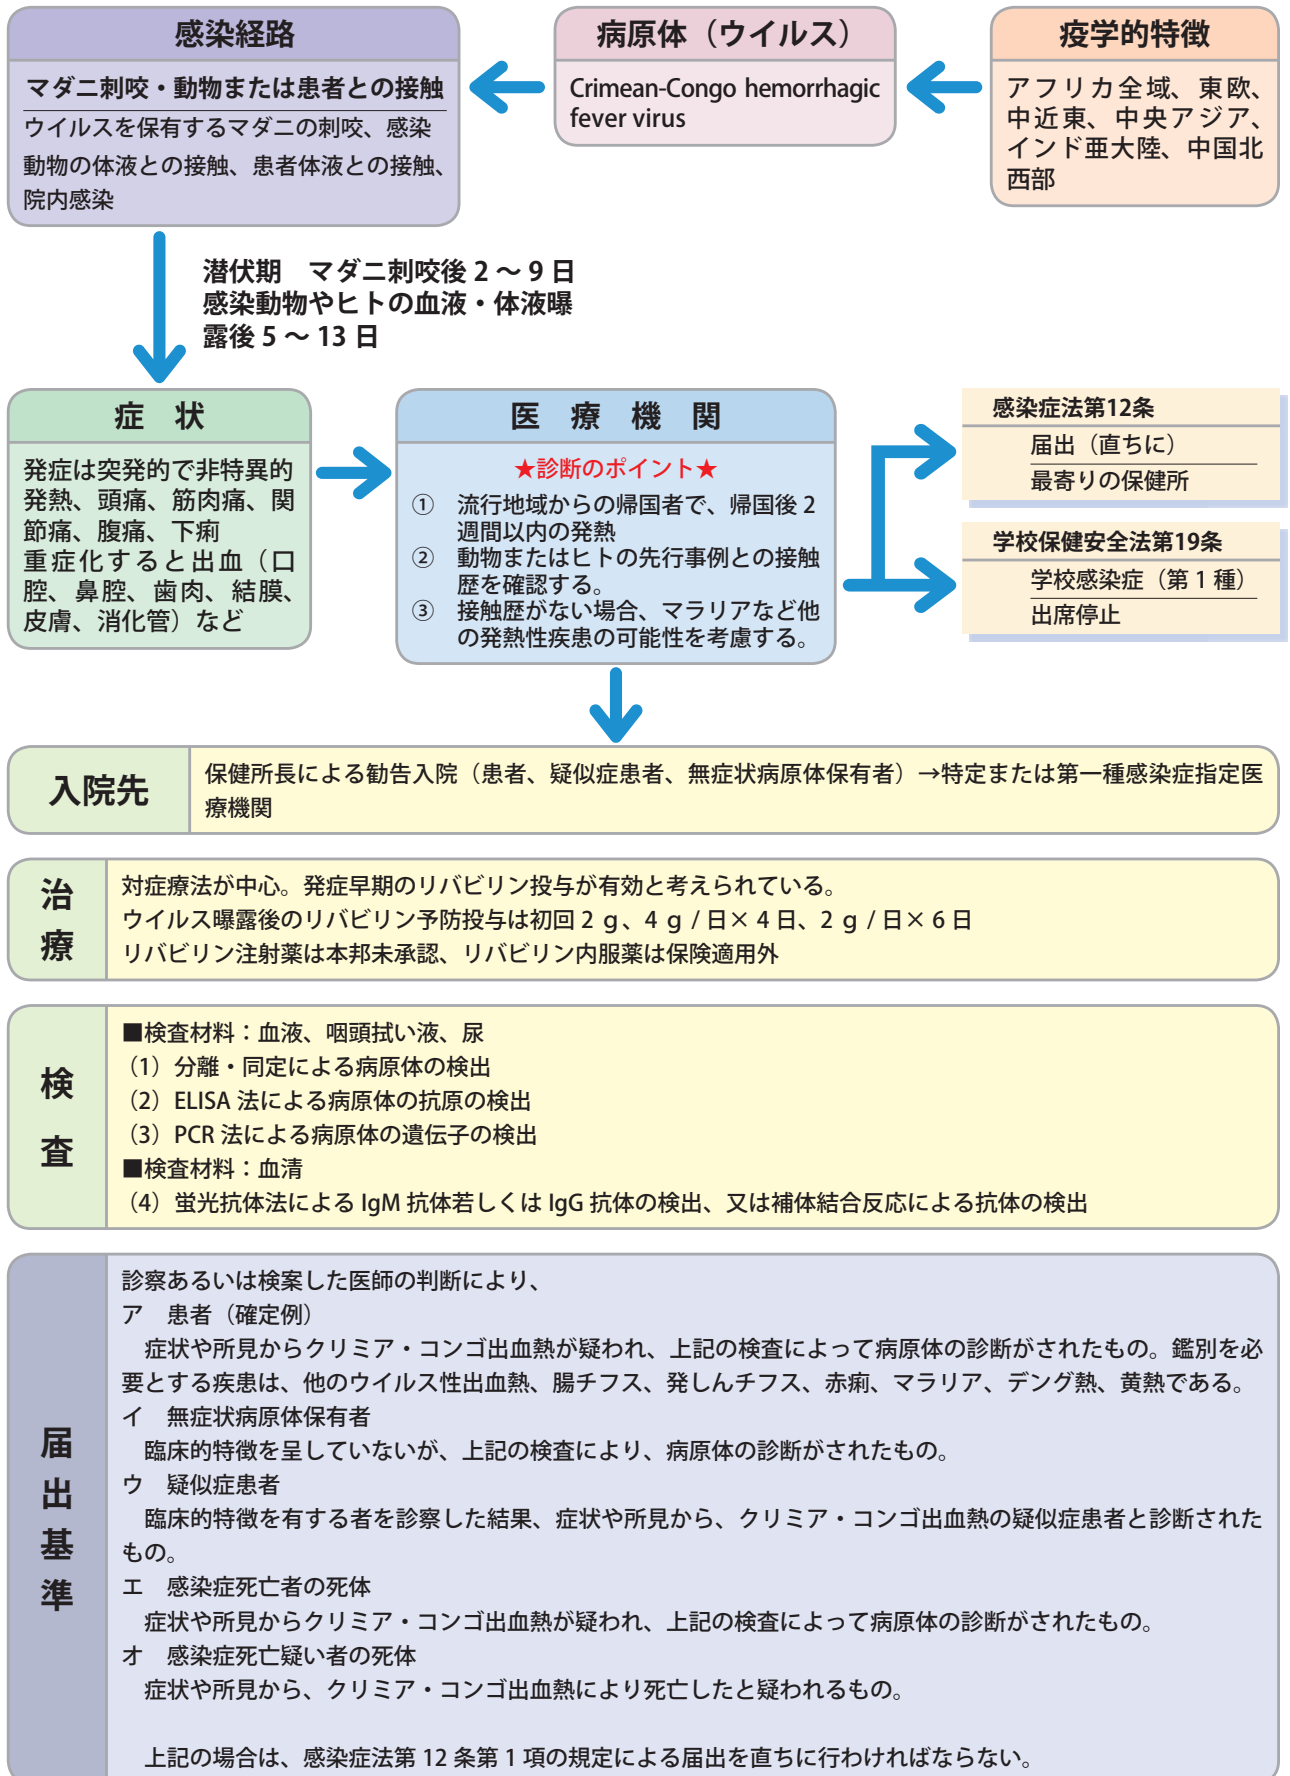 感染経路
マダニ刺咬・動物または患者との接触
ウイルスを保有するマダニの刺咬、感染
動物の体液との接触、患者体液との接触、
院内感染
病原体（ウイルス）
Crimean-Congo hemorrhagic
fever virus
疫学的特徴
アフリカ全域、東欧、
中近東、中央アジア、
インド亜大陸、中国北
西部
潜伏期　マダニ刺咬後 2 ～ 9 日
感染動物やヒトの血液・体液曝
露後 5 ～ 13 日
症　状
発症は突発的で非特異的
発熱、頭痛、筋肉痛、関
節痛、腹痛、下痢
重症化すると出血（口
腔、鼻腔、歯肉、結膜、
皮膚、消化管）など
医　療　機　関
★診断のポイント★
①　流行地域からの帰国者で、帰国後 2
週間以内の発熱
②　動物またはヒトの先行事例との接触
歴を確認する。
③　接触歴がない場合、マラリアなど他
の発熱性疾患の可能性を考慮する。
感染症法第12条
届出（直ちに）
最寄りの保健所
学校保健安全法第19条
学校感染症（第 1 種）
出席停止
入院先
保健所長による勧告入院（患者、疑似症患者、無症状病原体保有者）→特定または第一種感染症指定医
療機関
治
療
対症療法が中心。発症早期のリバビリン投与が有効と考えられている。
ウイルス曝露後のリバビリン予防投与は初回 2 ｇ、4 ｇ / 日× 4 日、2 ｇ / 日× 6 日
リバビリン注射薬は本邦未承認、リバビリン内服薬は保険適用外
検
査
■検査材料：血液、咽頭拭い液、尿
（1）分離・同定による病原体の検出
（2）ELISA 法による病原体の抗原の検出
（3）PCR 法による病原体の遺伝子の検出
■検査材料：血清
（4）蛍光抗体法による IgM 抗体若しくは IgG 抗体の検出、又は補体結合反応による抗体の検出
届
出
基
準
診察あるいは検案した医師の判断により、
ア　患者（確定例）
　症状や所見からクリミア・コンゴ出血熱が疑われ、上記の検査によって病原体の診断がされたもの。鑑別を必
要とする疾患は、他のウイルス性出血熱、腸チフス、発しんチフス、赤痢、マラリア、デング熱、黄熱である。
イ　無症状病原体保有者
　臨床的特徴を呈していないが、上記の検査により、病原体の診断がされたもの。
ウ　疑似症患者
　臨床的特徴を有する者を診察した結果、症状や所見から、クリミア・コンゴ出血熱の疑似症患者と診断された
もの。
エ　感染症死亡者の死体
　症状や所見からクリミア・コンゴ出血熱が疑われ、上記の検査によって病原体の診断がされたもの。
オ　感染症死亡疑い者の死体
　症状や所見から、クリミア・コンゴ出血熱により死亡したと疑われるもの。
　上記の場合は、感染症法第 12 条第 1 項の規定による届出を直ちに行わければならない。